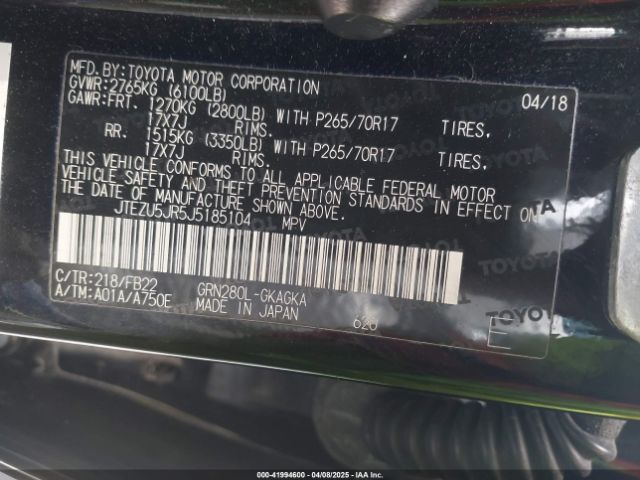 MFD.BY:TOYOTA MOTOR CORPORATION 04/18
GVWR:2765KG (6100LB)
GAWR:FRT. 1270KG (2800LB) WITH P265/70R17 TIRES,
17X7J RIMS.
RR. 1515KG (3350LB) WITH P265/70R17 TIRES,
17X7J RIMS.
THIS VEHICLE CONFORMS TO ALL APPLICABLE FEDERAL MOTOR
VEHICLE SAFETY AND THEFT PREVENTION STANDARDS IN EFFECT ON
THE DATE OF MANUFACTURE SHOWN ABOVE.
JTEZU5JR5J5185104 MPV
C/TR:218/FB22 GRN280L-GKAGKA
A/TM:A01A/A750E MADE IN JAPAN 620
TOYOTA
000-41994600 - 04/08/2025 - IAA Inc.